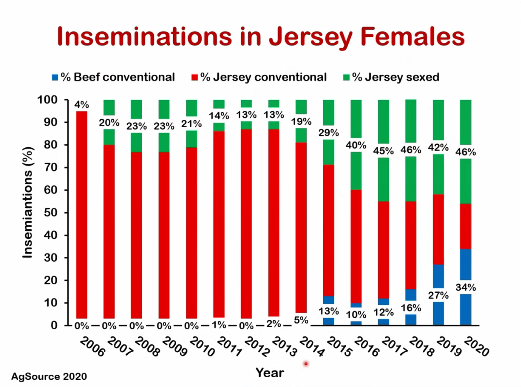 Inseminations in Jersey Females
% Beef conventional % Jersey conventional % Jersey sexed
Insemiantions (%)
100
90
80
70
60
50
40
30
20
10
0
4% 20% 23% 23% 21% 14% 13% 13% 19% 29% 40% 45% 46% 42% 46%
0% 0% 0% 0% 0% 1% 0% 2% 5% 13% 10% 12% 16% 27% 34%
2006 2007 2008 2009 2010 2011 2012 2013 2014 2015 2016 2017 2018 2019 2020
Year
AgSource 2020